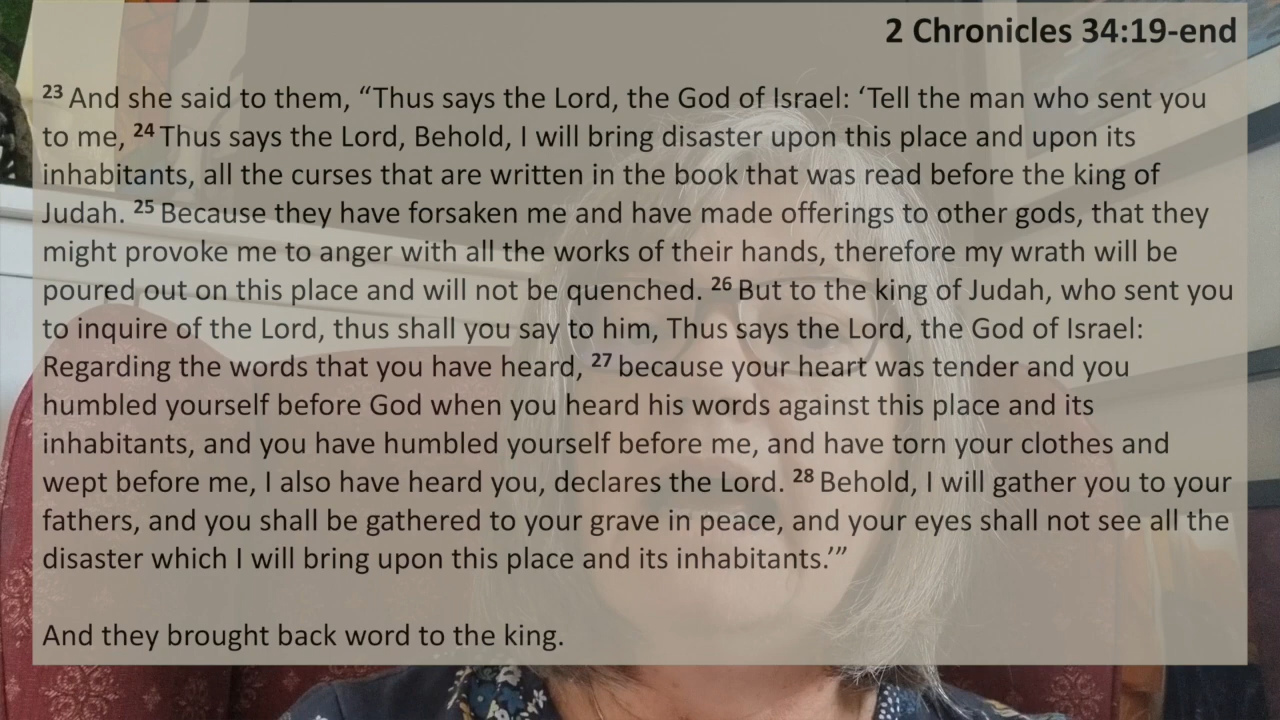 2 Chronicles 34:19-end
23 And she said to them, “Thus says the Lord, the God of Israel: ‘Tell the man who sent you
to me, 24 Thus says the Lord, Behold, I will bring disaster upon this place and upon its
inhabitants, all the curses that are written in the book that was read before the king of
Judah. 25 Because they have forsaken me and have made offerings to other gods, that they
might provoke me to anger with all the works of their hands, therefore my wrath will be
poured out on this place and will not be quenched. 26 But to the king of Judah, who sent you
to inquire of the Lord, thus shall you say to him, Thus says the Lord, the God of Israel:
Regarding the words that you have heard, 27 because your heart was tender and you
humbled yourself before God when you heard his words against this place and its
inhabitants, and you have humbled yourself before me, and have torn your clothes and
wept before me, I also have heard you, declares the Lord. 28 Behold, I will gather you to your
fathers, and you shall be gathered to your grave in peace, and your eyes shall not see all the
disaster which I will bring upon this place and its inhabitants.’”
And they brought back word to the king.